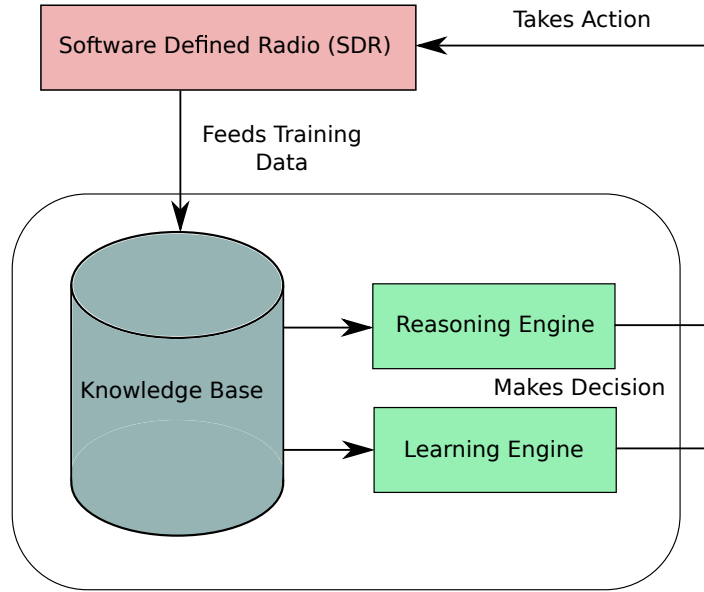 Takes Action
Software Defined Radio (SDR)
Feeds Training
Data
Reasoning Engine
Knowledge Base
Makes Decision
Learning Engine